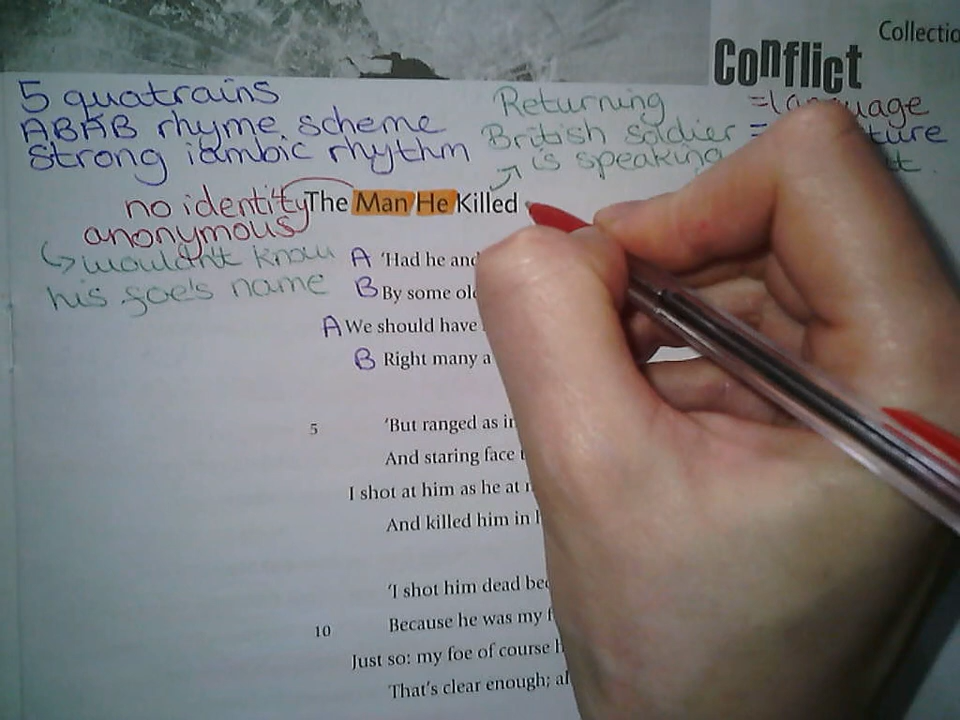 Collectio
Conflict
5 quatrains
ABAB rhyme scheme
Strong iambic rhythm
Returning
British soldier
is speaking
=language
=
no identity
anonymous
wouldn't know
his foe's name
The Man He Killed
A 'Had he and
B By some ol
A We should have
B Right many a
5 'But ranged as i
And staring face
I shot at him as he at
And killed him in
'I shot him dead bec
10 Because he was my f
Just so: my foe of course
That's clear enough; al